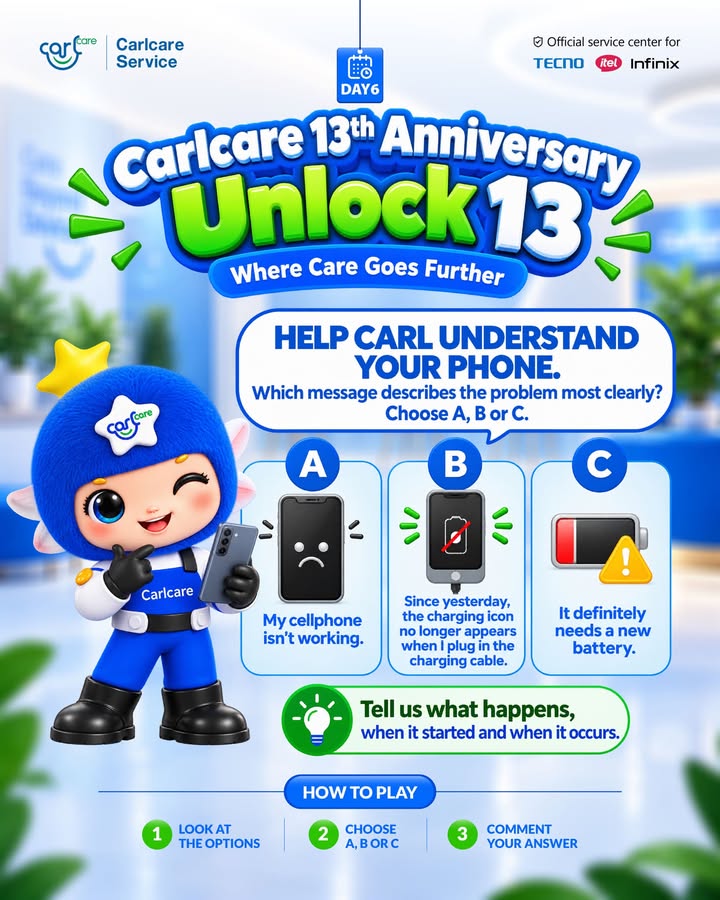 carlcare
Carlcare
Service
Official service center for
TECNO itel Infinix
DAY6
Carlcare 13th Anniversary
Unlock 13
Where Care Goes Further
HELP CARL UNDERSTAND
YOUR PHONE.
Which message describes the problem most clearly?
Choose A, B or C.
carlcare
Carlcare
A
My cellphone
isn't working.
B
Since yesterday,
the charging icon
no longer appears
when I plug in the
charging cable.
C
It definitely
needs a new
battery.
Tell us what happens,
when it started and when it occurs.
HOW TO PLAY
1 LOOK AT
THE OPTIONS
2 CHOOSE
A, B OR C
3 COMMENT
YOUR ANSWER